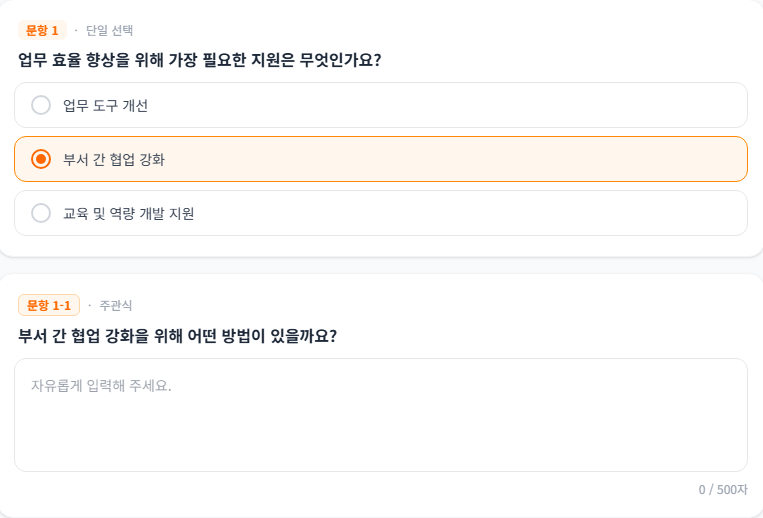 문항 1 · 단일 선택
업무 효율 향상을 위해 가장 필요한 지원은 무엇인가요?
업무 도구 개선
부서 간 협업 강화
교육 및 역량 개발 지원
문항 1-1 · 주관식
부서 간 협업 강화을 위해 어떤 방법이 있을까요?
자유롭게 입력해 주세요.
0 / 500자